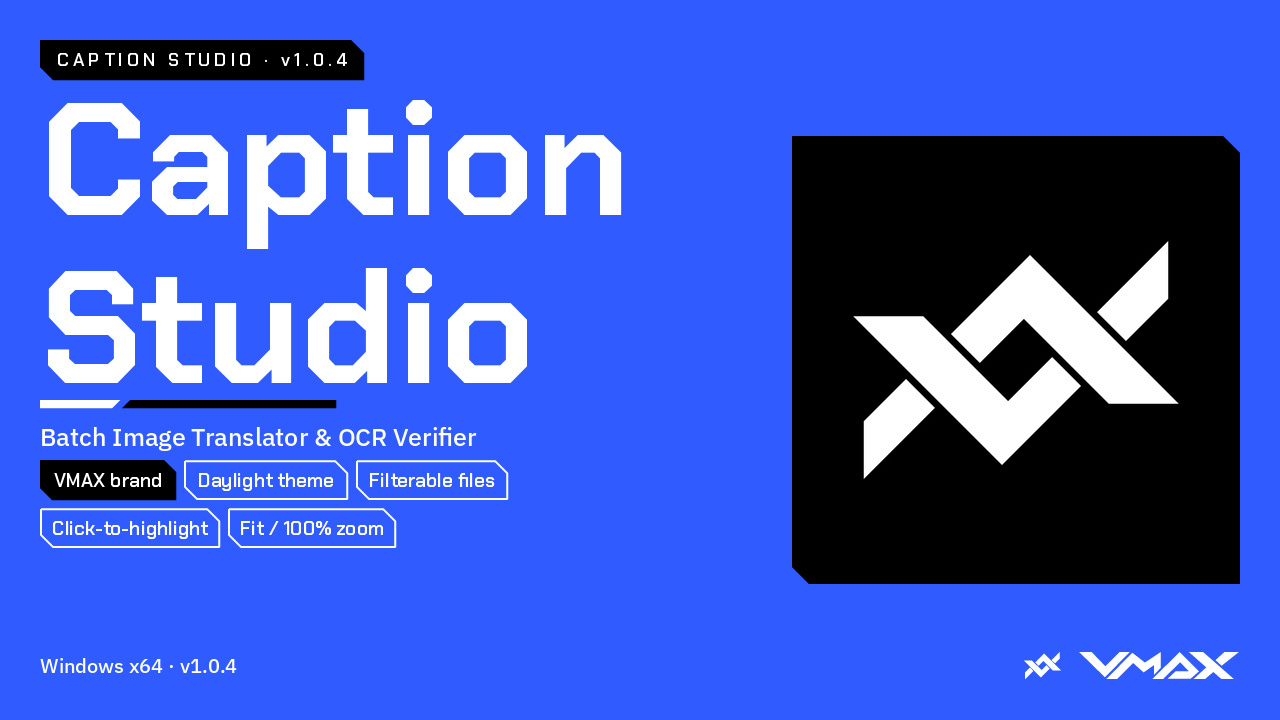 CAPTION STUDIO · v1.0.4
Caption
Studio
Batch Image Translator & OCR Verifier
VMAX brand
Daylight theme
Filterable files
Click-to-highlight
Fit / 100% zoom
Windows x64 · v1.0.4
VMAX